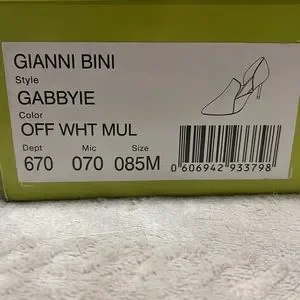 GIANNI BINI
Style
GABBYIE
Color
OFF WHT MUL
Dept Mic Size
670 070 085M
0 606942 933798